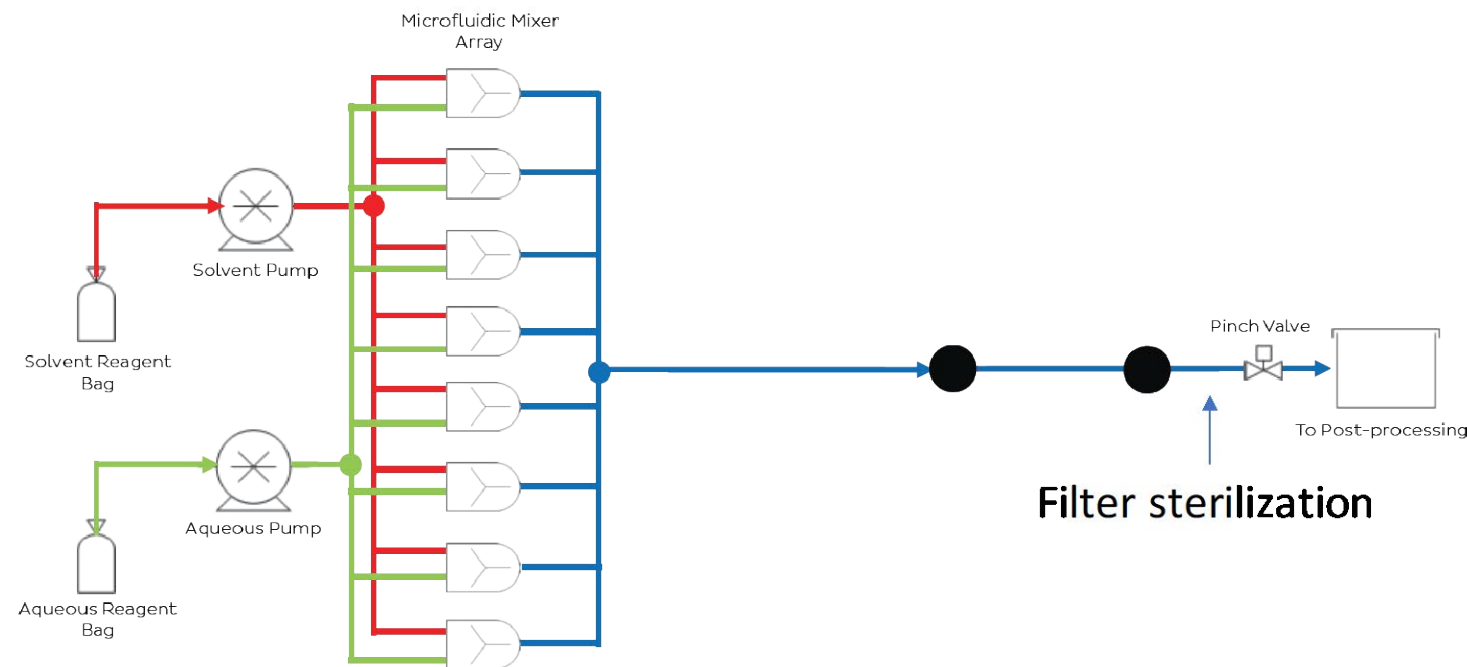 Microfluidic Mixer
Array
Solvent Pump
Solvent Reagent
Bag
Pinch Valve
To Post-processing
Filter sterilization
Aqueous Pump
Aqueous Reagent
Bag